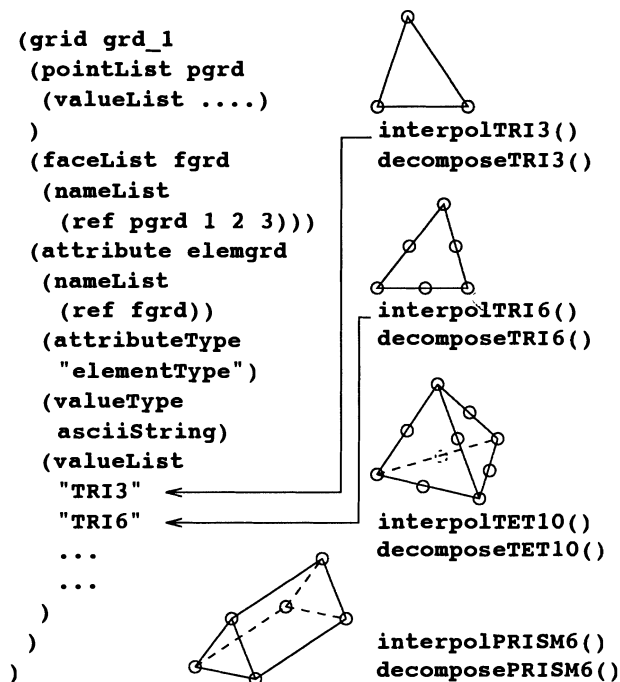 (grid grd_1
(pointList pgrd
(valueList ....)
)
(faceList fgrd
(nameList
(ref pgrd 1 2 3)))
(attribute elemgrd
(nameList
(ref fgrd))
(attributeType
"elementType")
(valueType
asciiString)
(valueList
"TRI3"
"TRI6"
...
...
)
)
)
interpolTRI3()
decomposeTRI3()
interpolTRI6()
decomposeTRI6()
interpolTET10()
decomposeTET10()
interpolPRISM6()
decomposePRISM6()